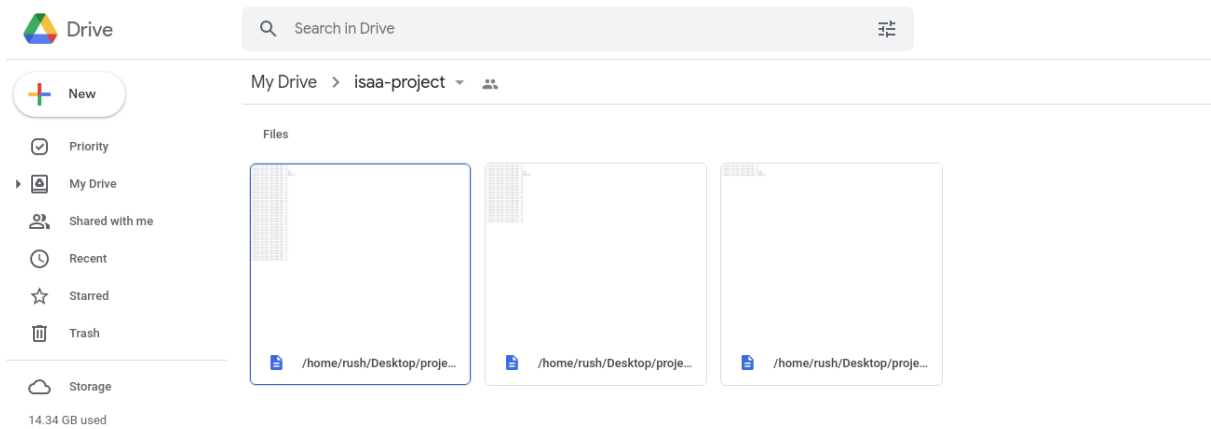 Drive
Search in Drive
My Drive > isaa-project
New
Files
Priority
My Drive
Shared with me
Recent
Starred
Trash
/home/rush/Desktop/proje...
/home/rush/Desktop/proje...
/home/rush/Desktop/proje...
Storage
14.34 GB used